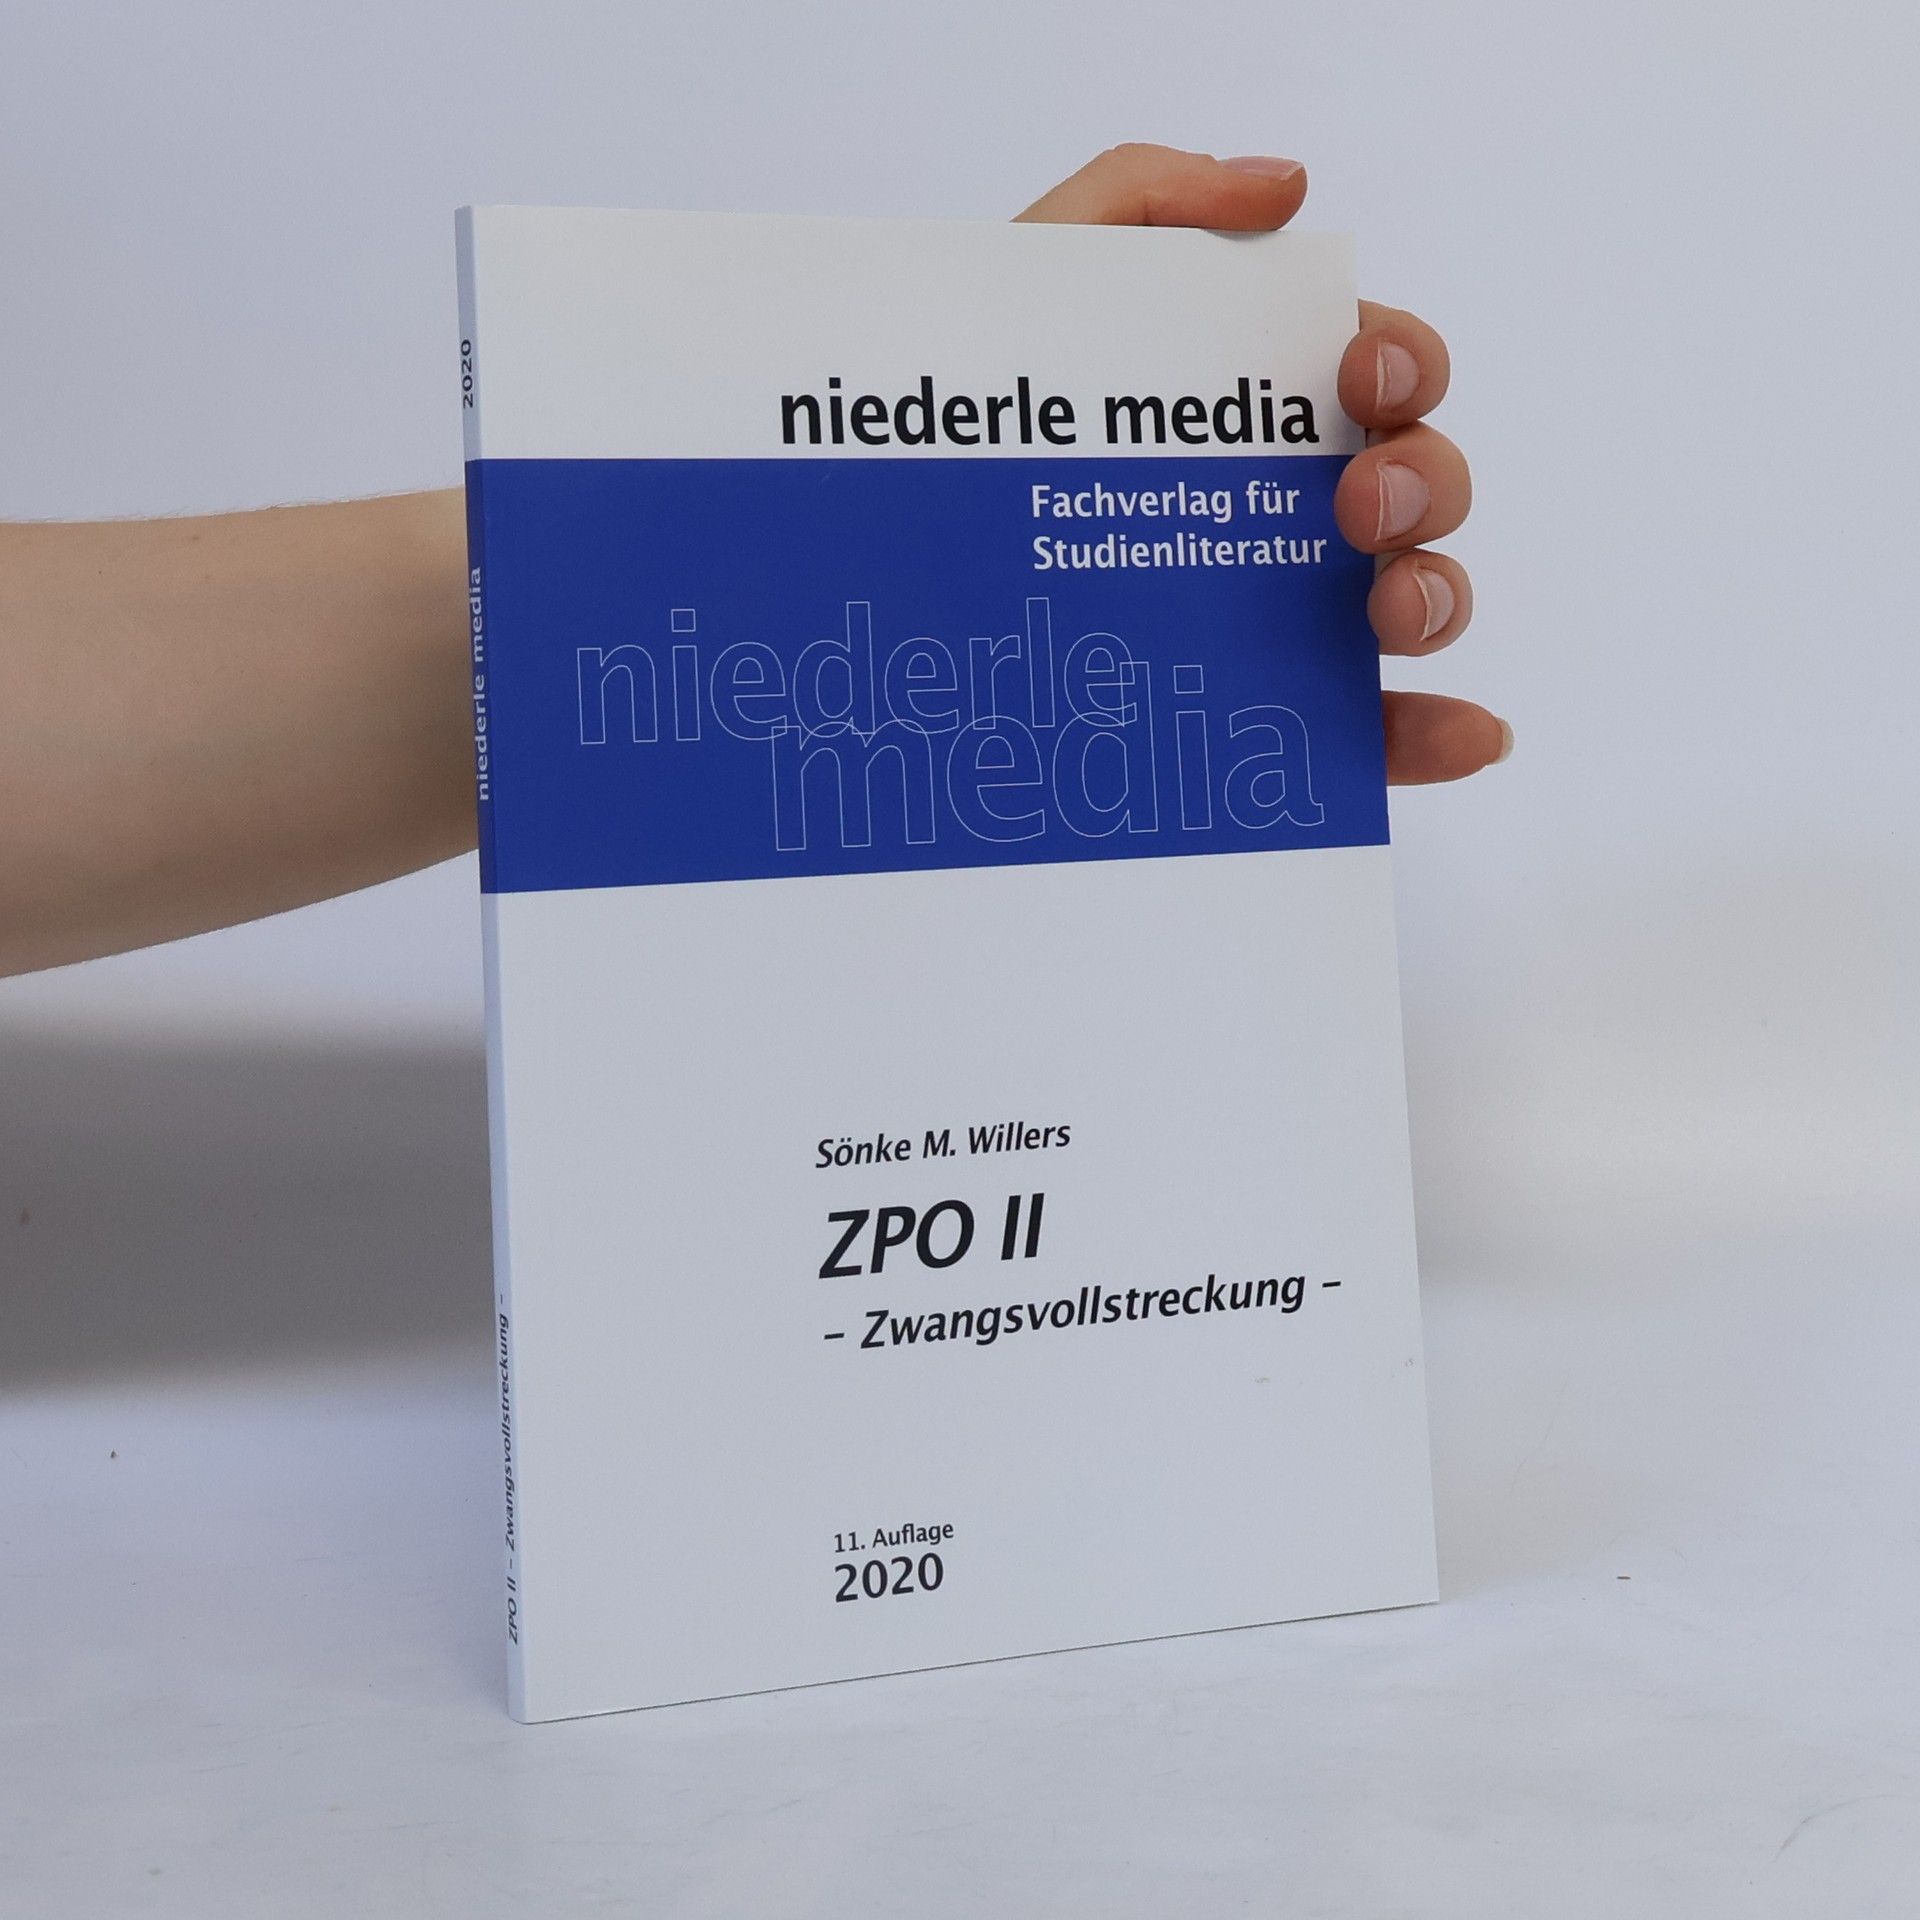 niederle media
Fachverlag für
Studienliteratur
niederle
media
Sönke M. Willers
ZPO II
– Zwangsvollstreckung –
11. Auflage
2020
ZPO II – Zwangsvollstreckung –
niederle media
2020